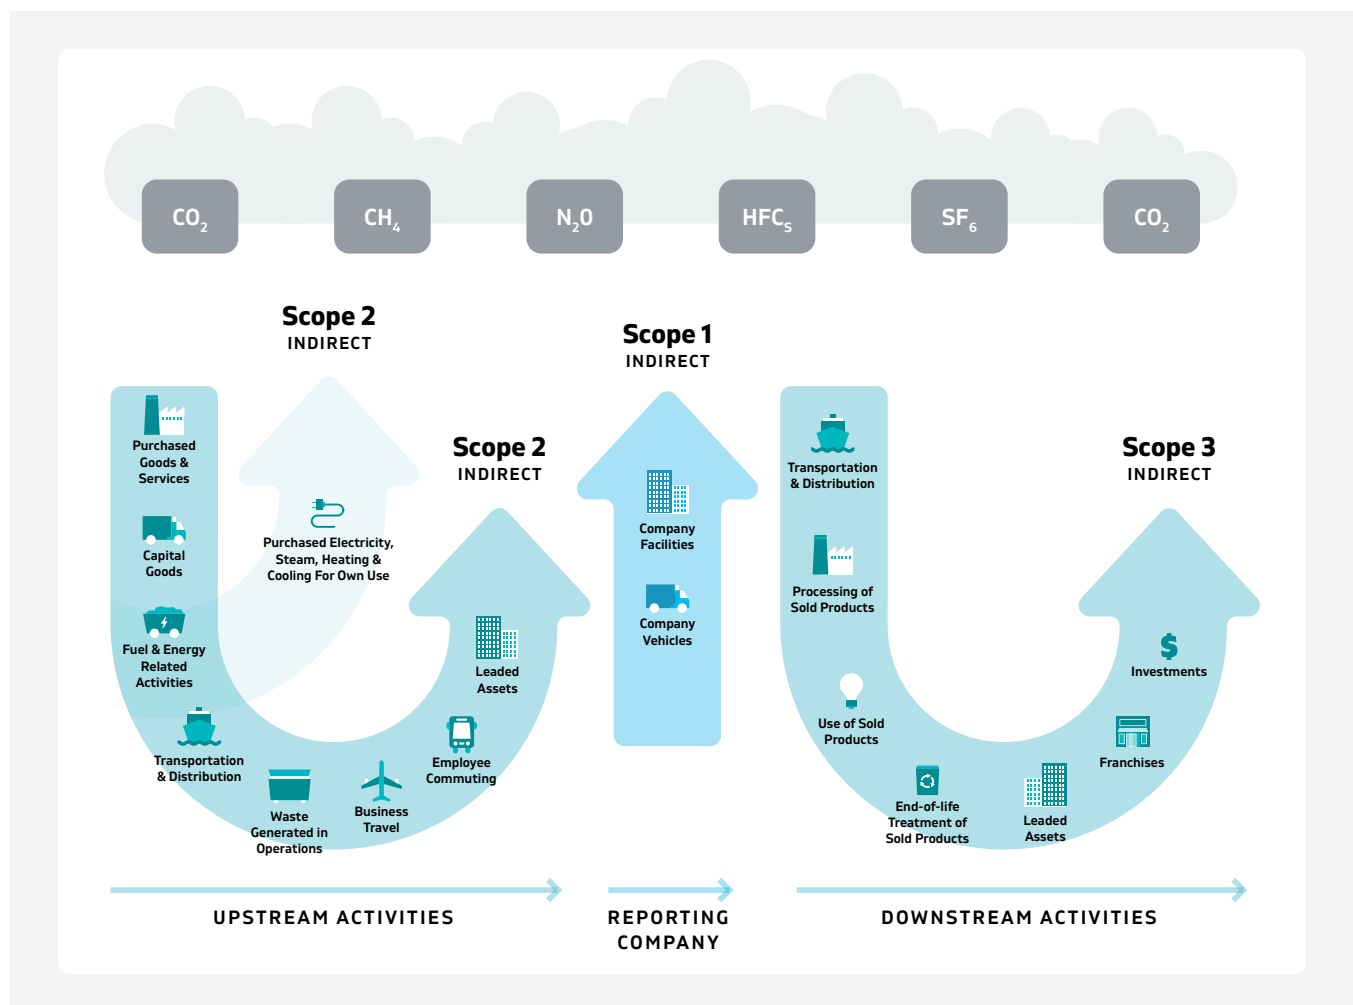 CO2
CH4
N2O
HFCS
SF6
CO2
Scope 2
INDIRECT
Scope 1
INDIRECT
Scope 2
INDIRECT
Scope 3
INDIRECT
Purchased
Goods &
Services
Capital
Goods
Fuel & Energy
Related
Activities
Transportation
& Distribution
Waste
Generated in
Operations
Business
Travel
Employee
Commuting
Leaded
Assets
Purchased Electricity,
Steam, Heating &
Cooling For Own Use
Company
Facilities
Company
Vehicles
Transportation
& Distribution
Processing of
Sold Products
Use of Sold
Products
End-of-life
Treatment of
Sold Products
Leaded
Assets
Franchises
$
Investments
UPSTREAM ACTIVITIES
REPORTING
COMPANY
DOWNSTREAM ACTIVITIES